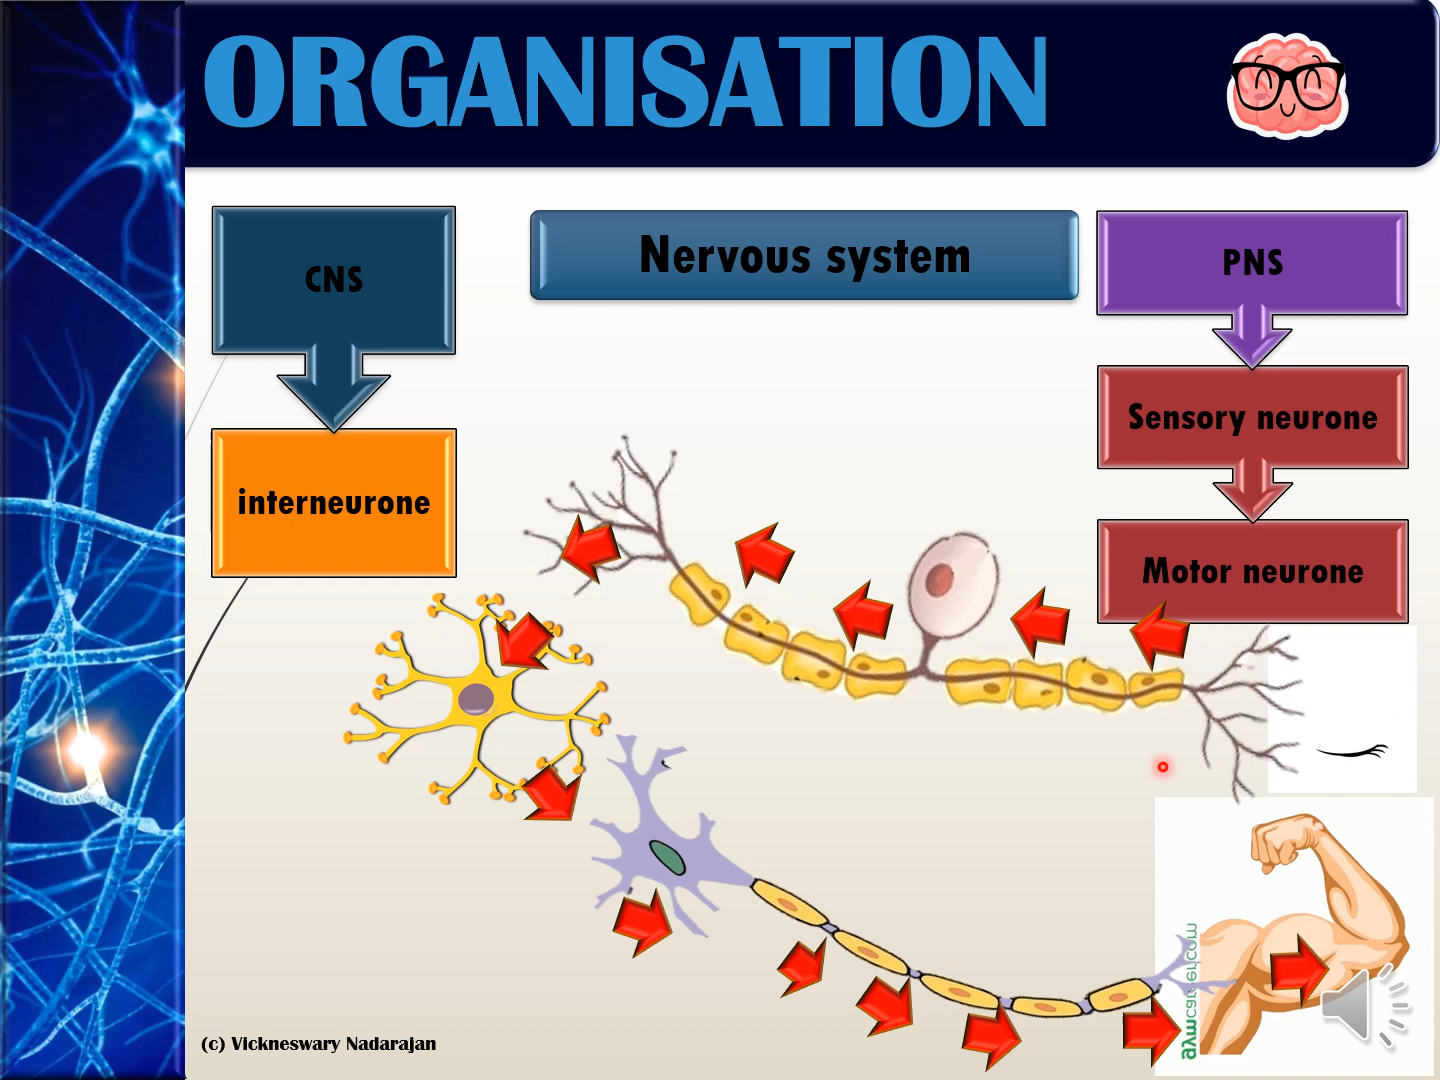 ORGANISATION
CNS
Nervous system
PNS
Sensory neurone
interneurone
Motor neurone
(c) Vickneswary Nadarajan